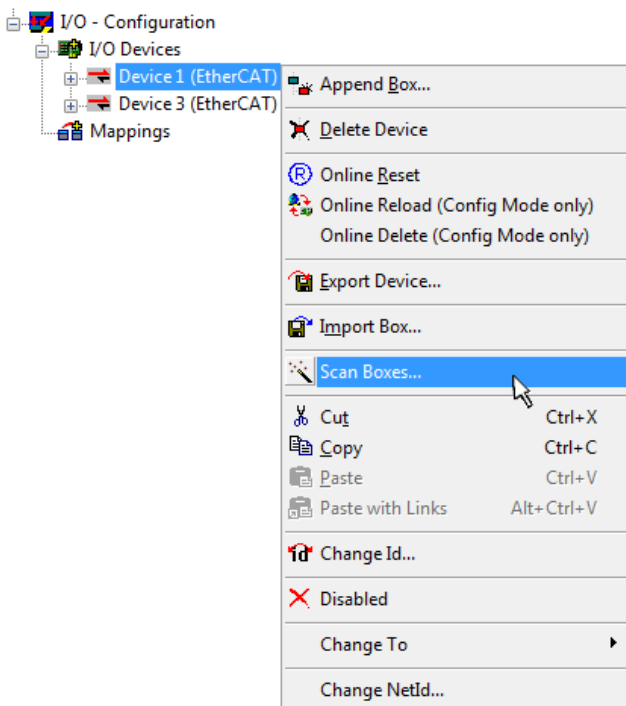 I/O - Configuration
I/O Devices
Device 1 (EtherCAT)
Device 3 (EtherCAT)
Mappings
Append Box...
Delete Device
Online Reset
Online Reload (Config Mode only)
Online Delete (Config Mode only)
Export Device...
Import Box...
Scan Boxes...
Cut Ctrl+X
Copy Ctrl+C
Paste Ctrl+V
Paste with Links Alt+Ctrl+V
Change Id...
Disabled
Change To
Change NetId...